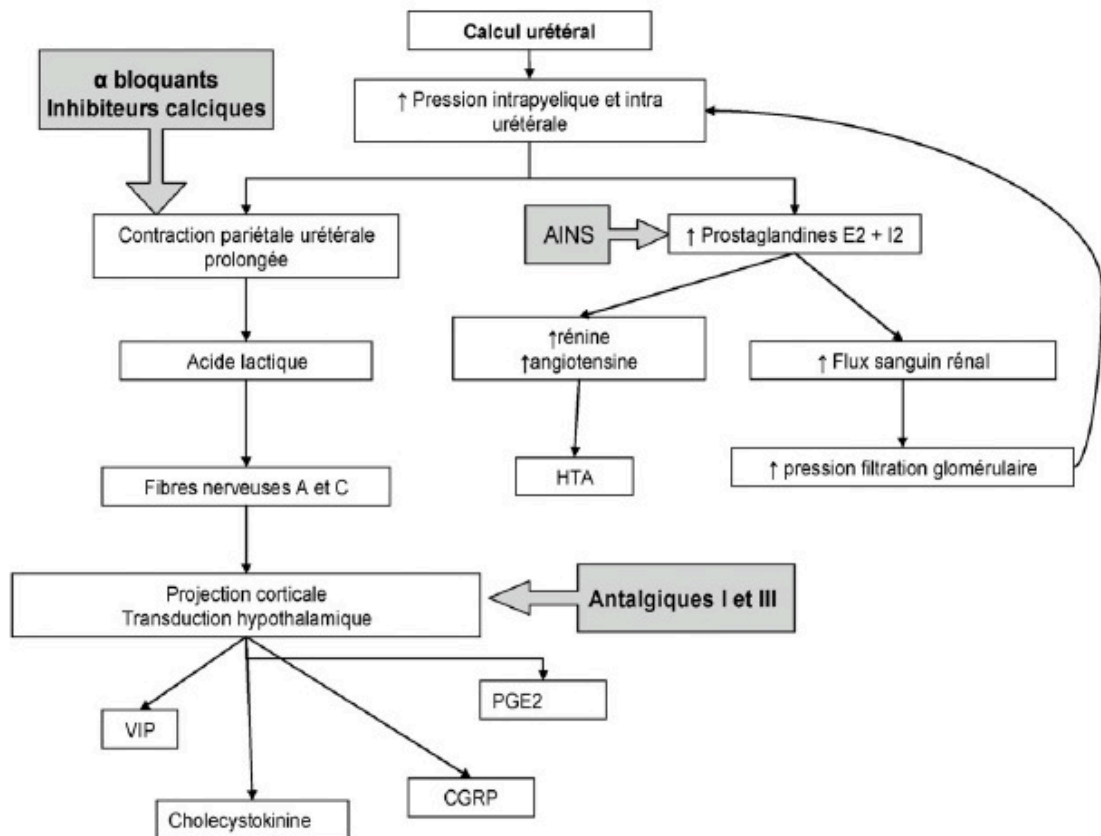 Calcul urétéral
α bloquants
Inhibiteurs calciques
↑ Pression intrapyelique et intra
urétérale
Contraction pariétale urétérale
prolongée
AINS
↑ Prostaglandines E2 + I2
Acide lactique
↑rénine
↑angiotensine
↑ Flux sanguin rénal
Fibres nerveuses A et C
HTA
↑ pression filtration glomérulaire
Projection corticale
Transduction hypothalamique
Antalgiques I et III
VIP
PGE2
Cholecystokinine
CGRP